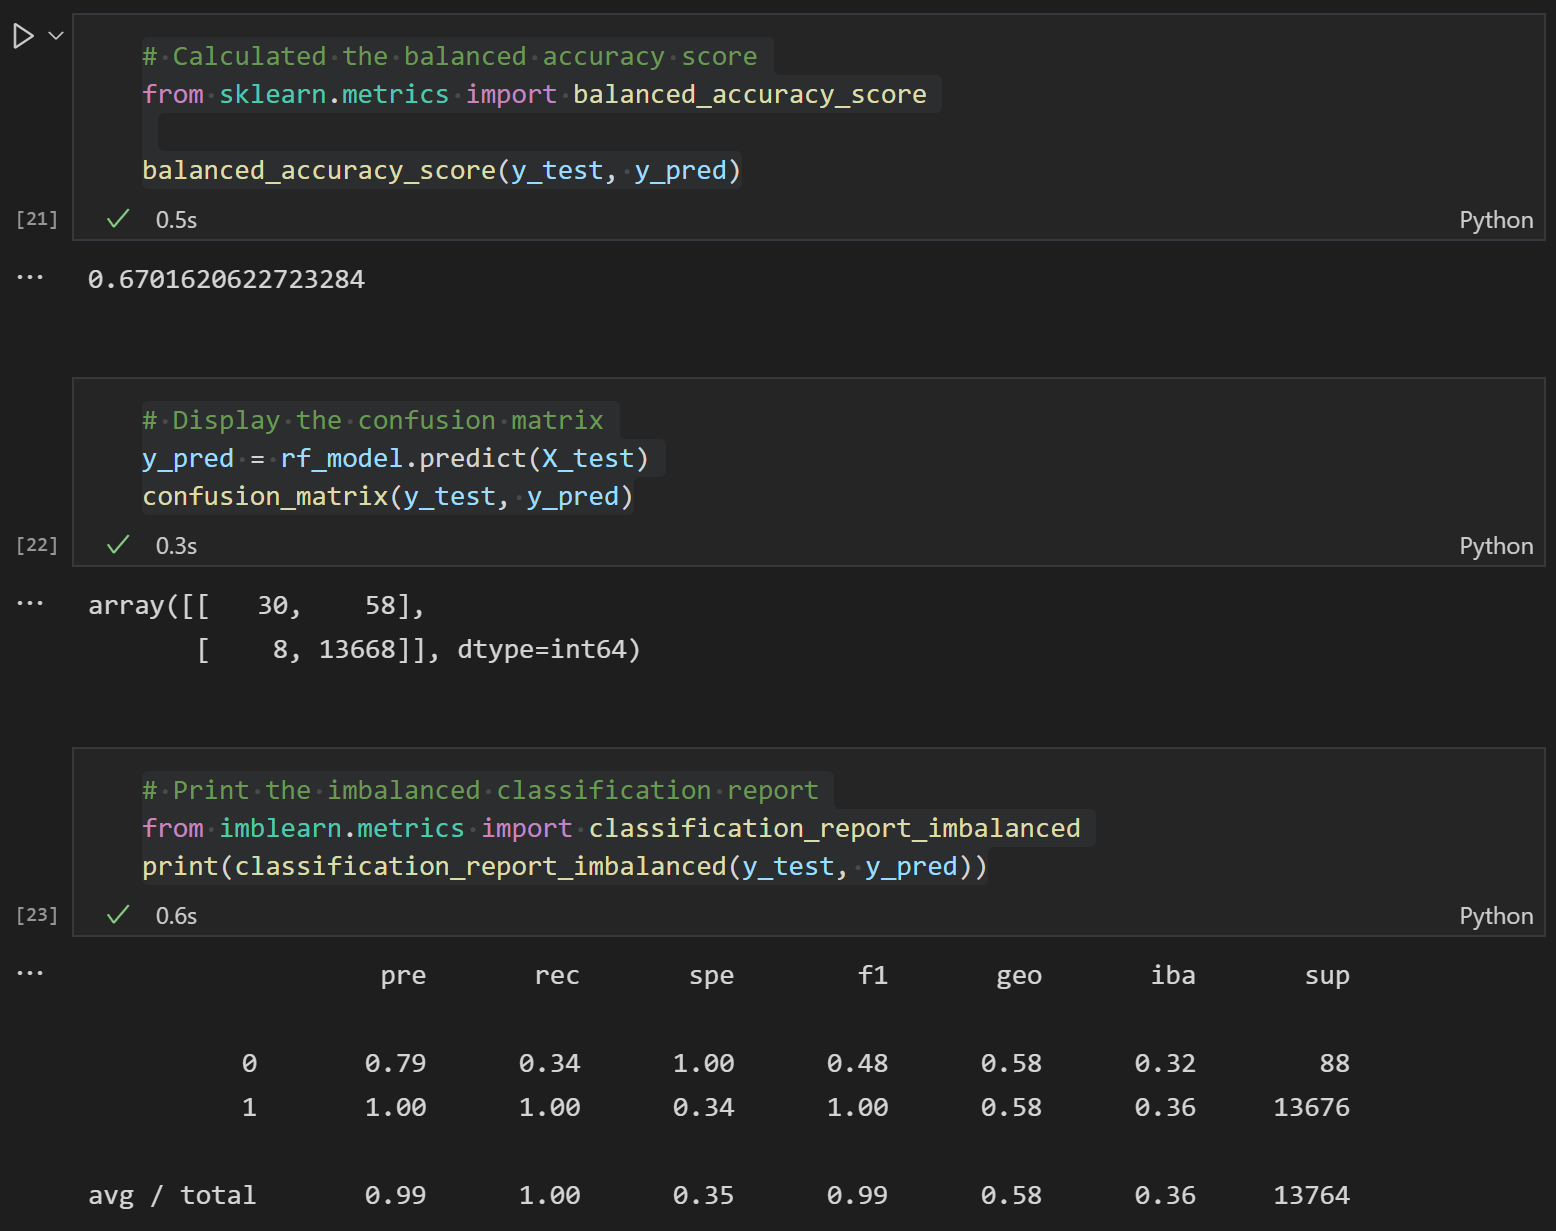 # Calculated the balanced accuracy score
from sklearn.metrics import balanced_accuracy_score
balanced_accuracy_score(y_test, y_pred)
[21] 0.5s Python
0.6701620622723284
# Display the confusion matrix
y_pred = rf_model.predict(X_test)
confusion_matrix(y_test, y_pred)
[22] 0.3s Python
array([[   30,    58],
       [    8, 13668]], dtype=int64)
# Print the imbalanced classification report
from imblearn.metrics import classification_report_imbalanced
print(classification_report_imbalanced(y_test, y_pred))
[23] 0.6s Python
pre rec spe f1 geo iba sup
0 0.79 0.34 1.00 0.48 0.58 0.32 88
1 1.00 1.00 0.34 1.00 0.58 0.36 13676
avg / total 0.99 1.00 0.35 0.99 0.58 0.36 13764